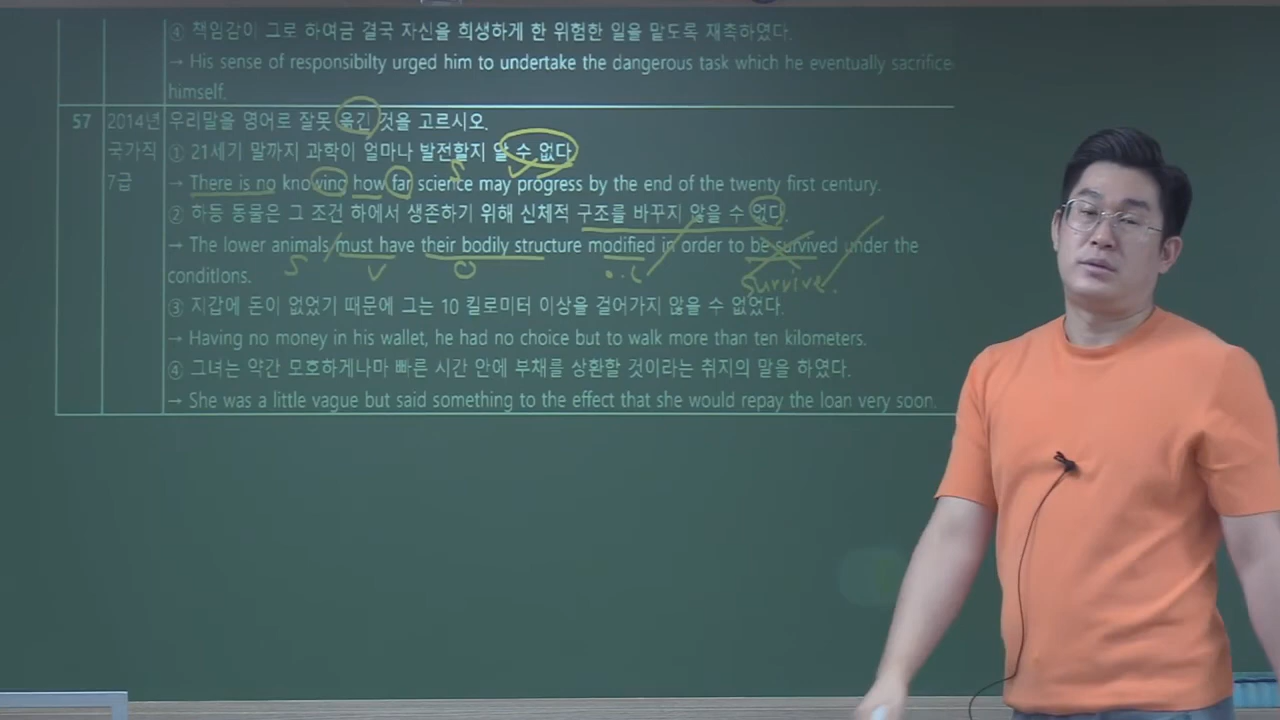 ④ 책임감이 그로 하여금 결국 자신을 희생하게 한 위험한 일을 맡도록 재촉하였다.
→ His sense of responsibilty urged him to undertake the dangerous task which he eventually sacrifice
himself.
57 2014년 국가직 7급
우리말을 영어로 잘못 옮긴 것을 고르시오.
① 21세기 말까지 과학이 얼마나 발전할지 알 수 없다
S
→ There is no knowing how far science may progress by the end of the twenty first century.
② 하등 동물은 그 조건 하에서 생존하기 위해 신체적 구조를 바꾸지 않을 수 없다.
→ The lower animals must have their bodily structure modified in order to be survived under the
conditions.
S V O o.c survive.
③ 지갑에 돈이 없었기 때문에 그는 10 킬로미터 이상을 걸어가지 않을 수 없었다.
→ Having no money in his wallet, he had no choice but to walk more than ten kilometers.
④ 그녀는 약간 모호하게나마 빠른 시간 안에 부채를 상환할 것이라는 취지의 말을 하였다.
→ She was a little vague but said something to the effect that she would repay the loan very soon.